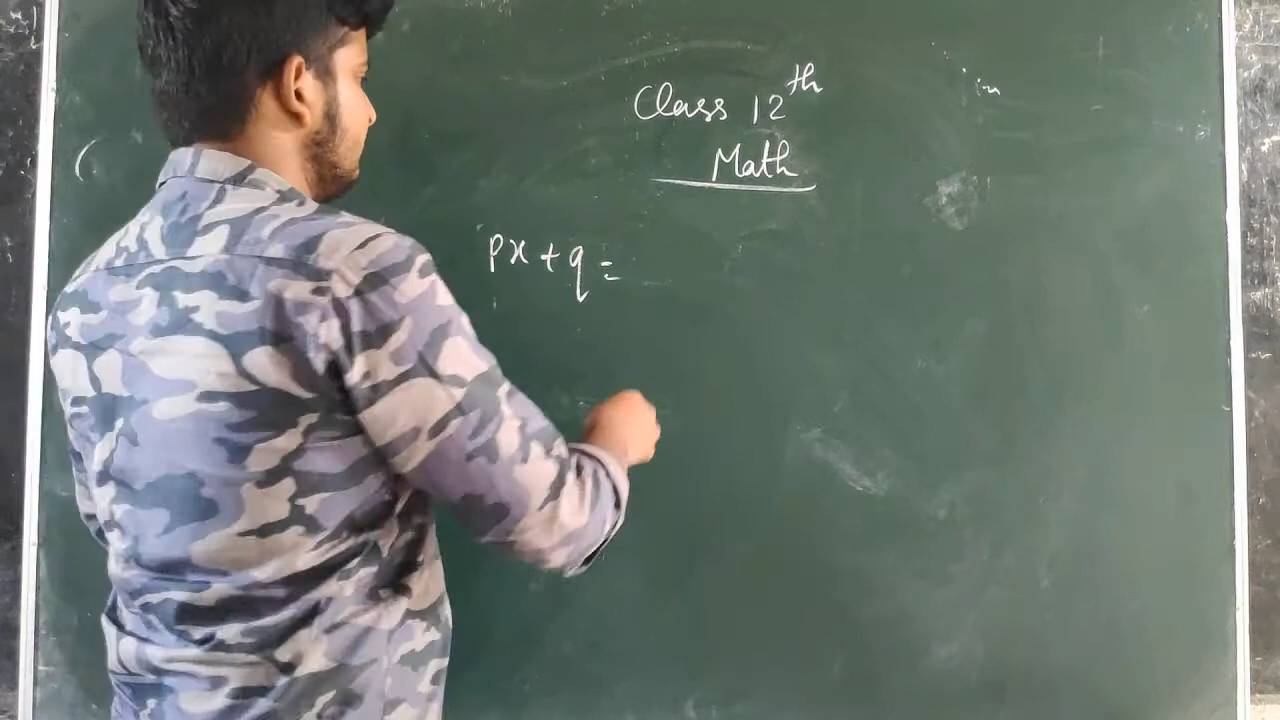 Class 12th
Math
px + q =